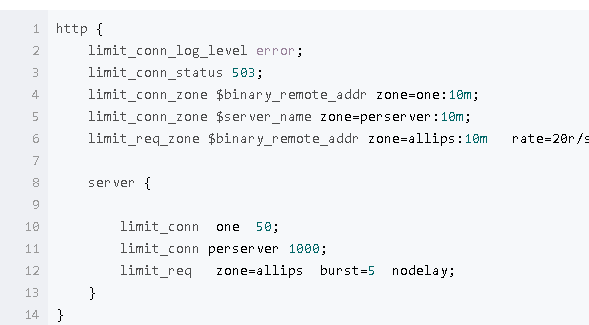 1 http {
2     limit_conn_log_level error;
3     limit_conn_status 503;
4     limit_conn_zone $binary_remote_addr zone=one:10m;
5     limit_conn_zone $server_name zone=perserver:10m;
6     limit_req_zone $binary_remote_addr zone=allips:10m   rate=20r/s
7
8     server {
9
10         limit_conn  one  50;
11         limit_conn perserver 1000;
12         limit_req   zone=allips  burst=5  nodelay;
13     }
14 }